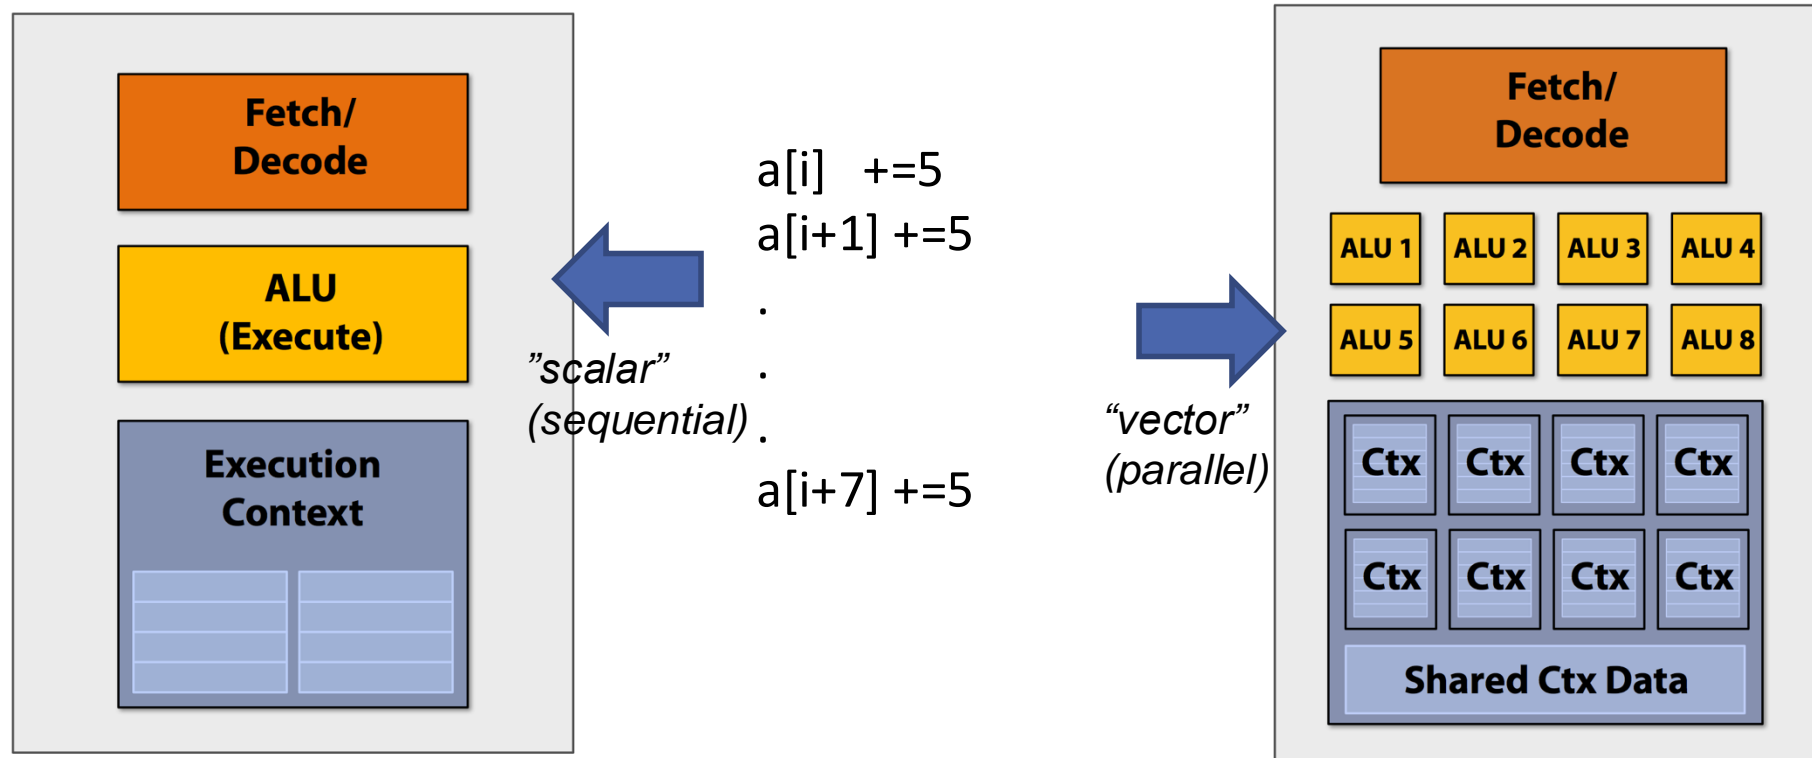 Fetch/
Decode
ALU
(Execute)
Execution
Context
”scalar”
(sequential)
a[i] +=5
a[i+1] +=5
.
.
.
a[i+7] +=5
“vector”
(parallel)
Fetch/
Decode
ALU 1 ALU 2 ALU 3 ALU 4
ALU 5 ALU 6 ALU 7 ALU 8
Ctx Ctx Ctx Ctx
Ctx Ctx Ctx Ctx
Shared Ctx Data